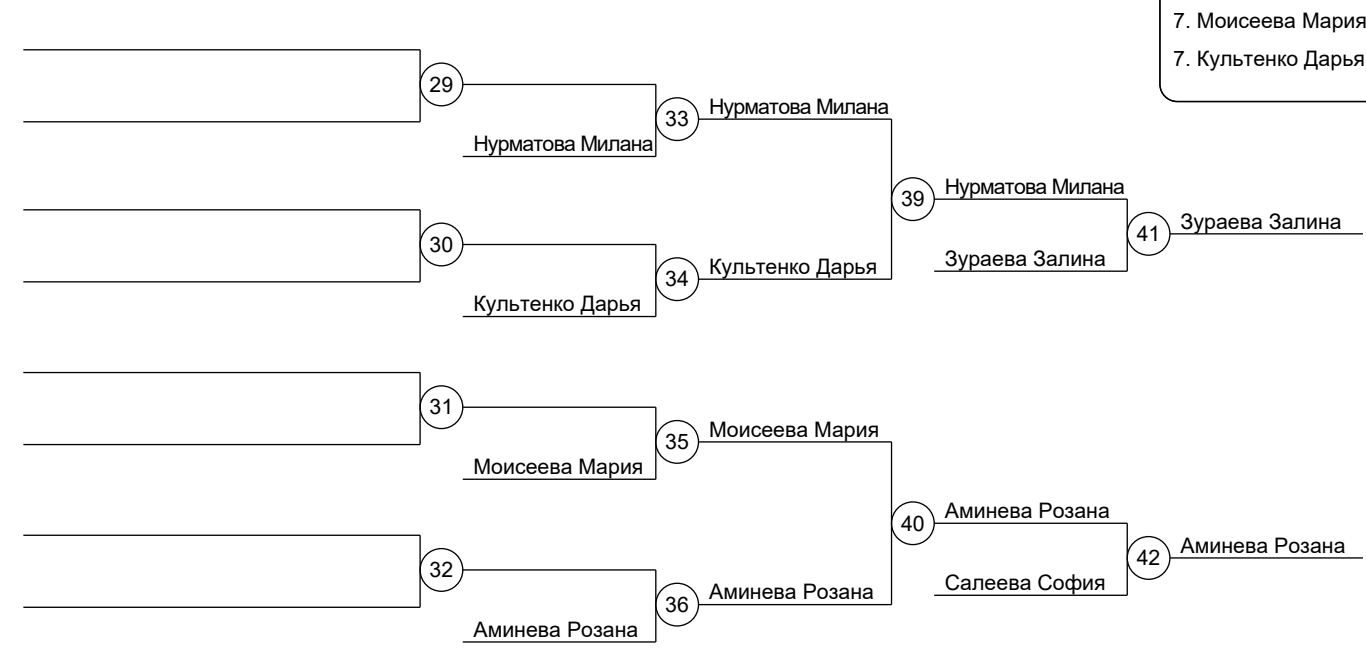 7. Моисеева Мария
7. Культенко Дарья
29
33
Нурматова Милана
Нурматова Милана
39
Нурматова Милана
30
41
Зураева Залина
Зураева Залина
34
Культенко Дарья
Культенко Дарья
31
35
Моисеева Мария
Моисеева Мария
40
Аминева Розана
32
42
Аминева Розана
Салеева София
36
Аминева Розана
Аминева Розана